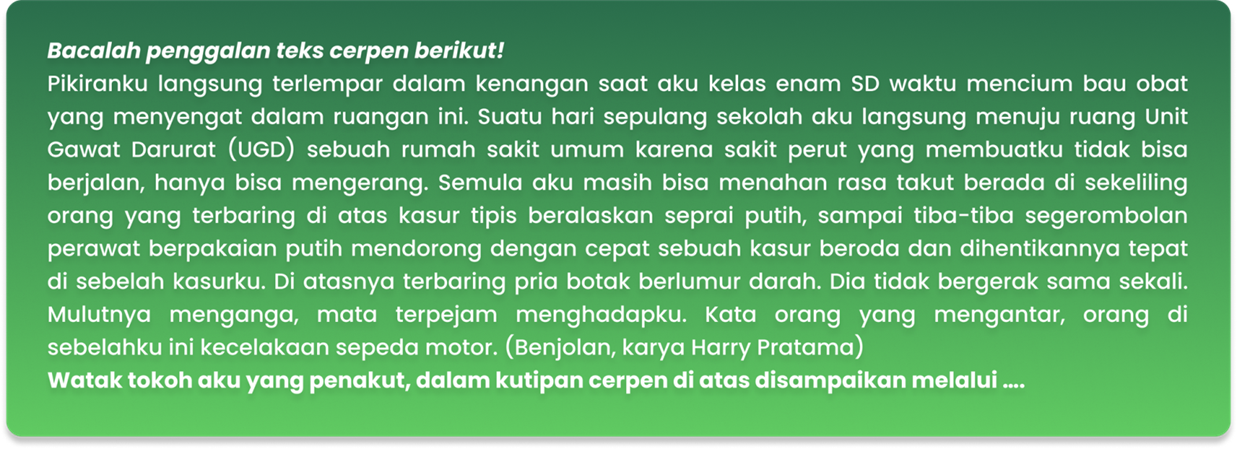 Bacalah penggalan teks cerpen berikut!
Pikiranku langsung terlempar dalam kenangan saat aku kelas enam SD waktu mencium bau obat
yang menyengat dalam ruangan ini. Suatu hari sepulang sekolah aku langsung menuju ruang Unit
Gawat Darurat (UGD) sebuah rumah sakit umum karena sakit perut yang membuatku tidak bisa
berjalan, hanya bisa mengerang. Semula aku masih bisa menahan rasa takut berada di sekeliling
orang yang terbaring di atas kasur tipis beralaskan seprai putih, sampai tiba-tiba segerombolan
perawat berpakaian putih mendorong dengan cepat sebuah kasur beroda dan dihentikannya tepat
di sebelah kasurku. Di atasnya terbaring pria botak berlumur darah. Dia tidak bergerak sama sekali.
Mulutnya menganga, mata terpejam menghadapku. Kata orang yang mengantar, orang di
sebelahku ini kecelakaan sepeda motor. (Benjolan, karya Harry Pratama)
Watak tokoh aku yang penakut, dalam kutipan cerpen di atas disampaikan melalui ....